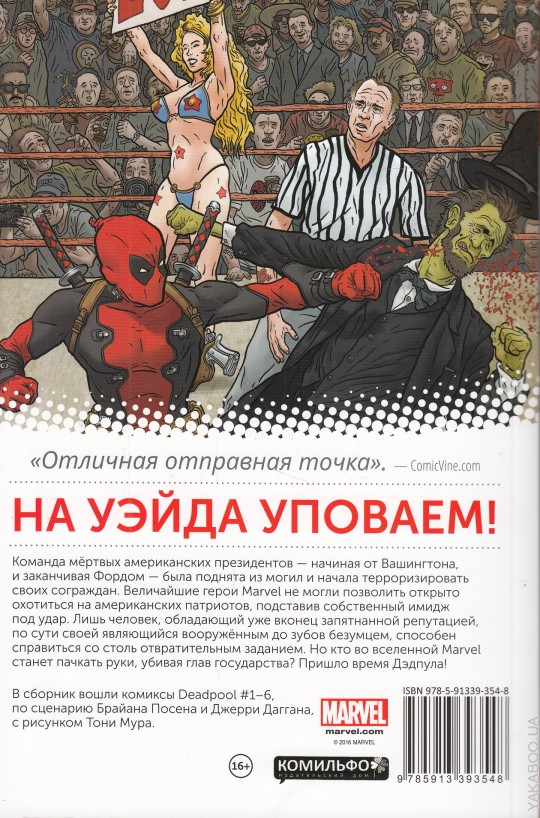 «Отличная отправная точка». — ComicVine.com
НА УЭЙДА УПОВАЕМ!
Команда мёртвых американских президентов — начиная от Вашингтона,
и заканчивая Фордом — была поднята из могил и начала терроризировать
своих сограждан. Величайшие герои Marvel не могли позволить открыто
охотиться на американских патриотов, подставив собственный имидж
под удар. Лишь человек, обладающий уже вконец запятнанной репутацией,
по сути своей являющийся вооружённым до зубов безумцем, способен
справиться со столь отвратительным заданием. Но кто во вселенной Marvel
станет пачкать руки, убивая глав государства? Пришло время Дэдпула!
В сборник вошли комиксы Deadpool #1–6,
по сценарию Брайана Посена и Джерри Даггана,
с рисунком Тони Мура.
MARVEL
marvel.com
© 2016 MARVEL
ISBN 978-5-91339-354-8
9 785913 393548
16+
КОМИЛЬФО
издательский дом
YAKABOO.UA